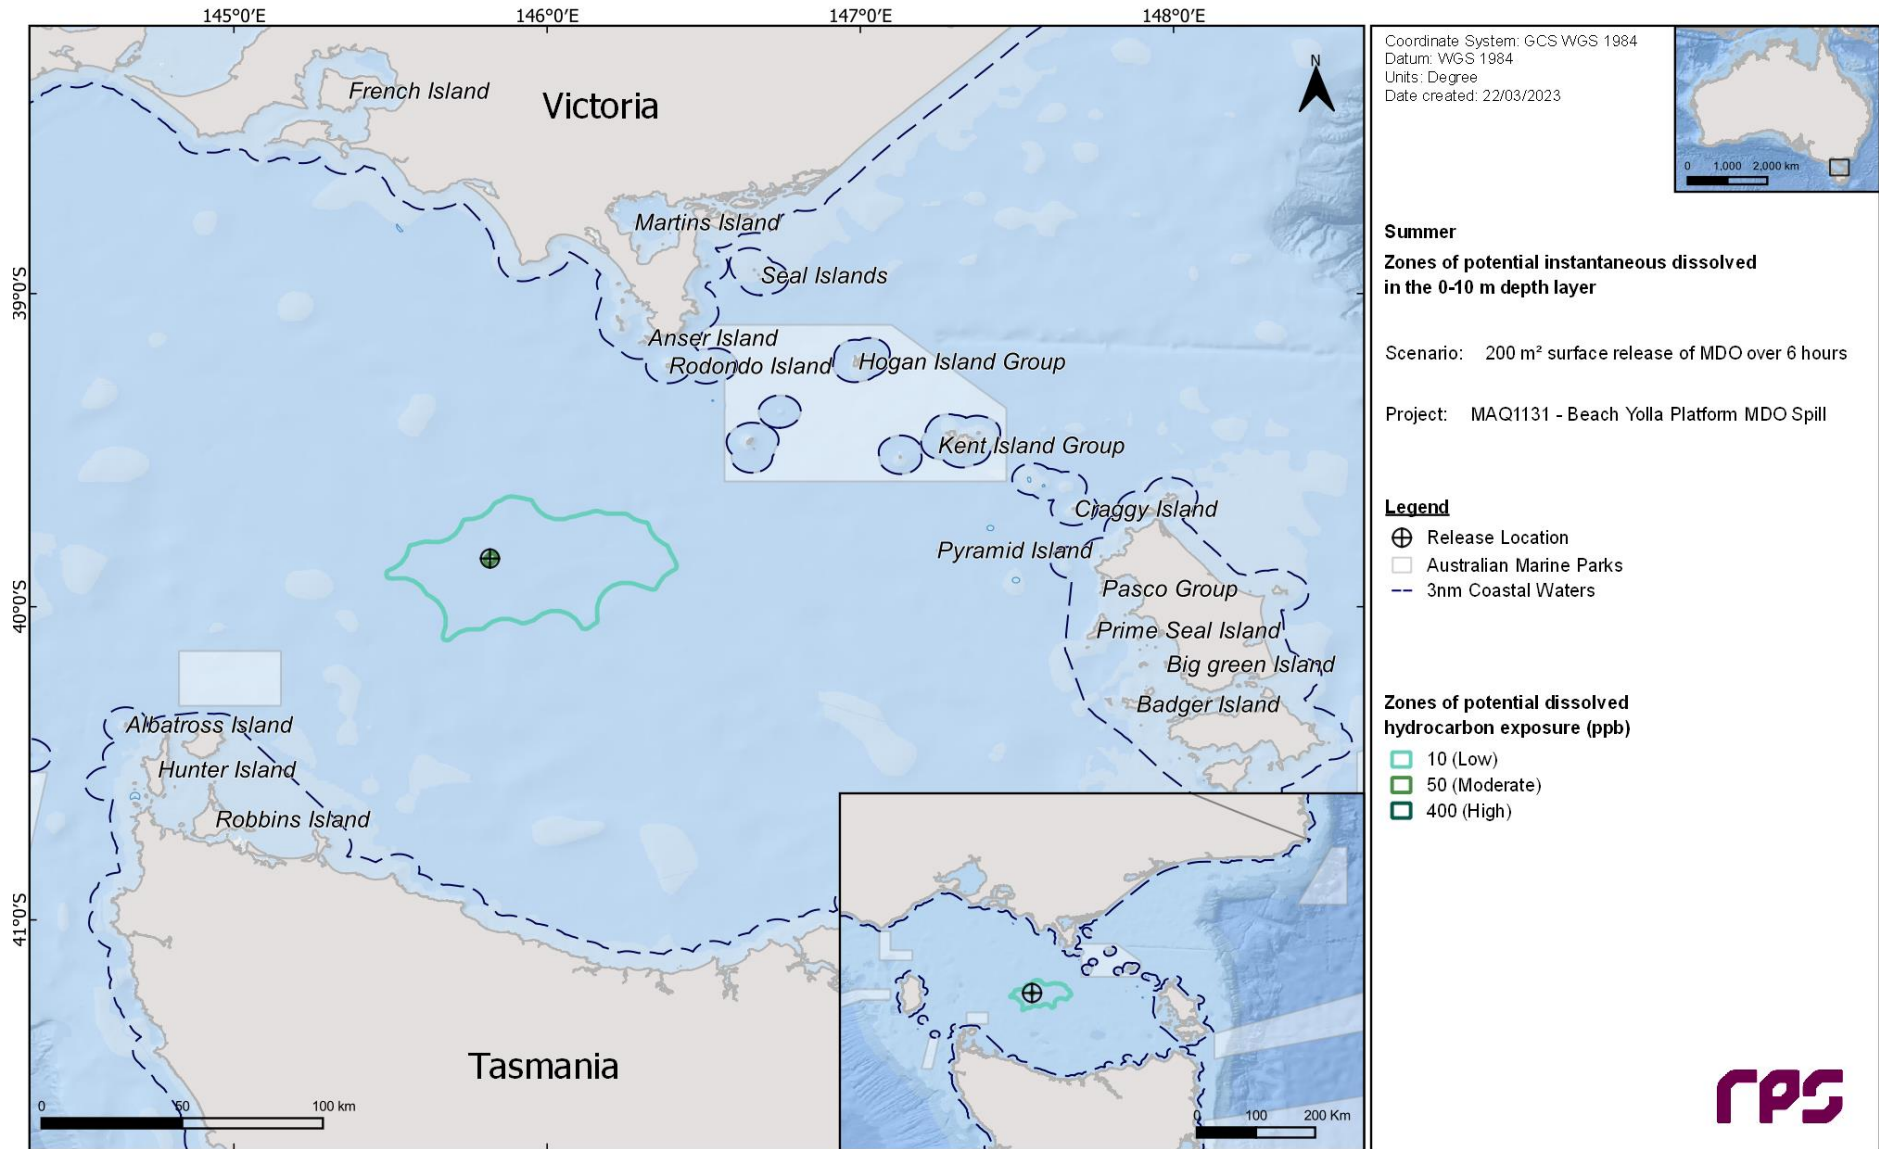 145°0'E
146°0'E
147°0'E
148°0'E
39°0'S
40°0'S
41°0'S
French Island
Victoria
N
Martins Island
Seal Islands
Anser Island
Rodondo Island
Hogan Island Group
Kent Island Group
Craggy Island
Pyramid Island
Pasco Group
Prime Seal Island
Big green Island
Badger Island
Albatross Island
Hunter Island
Robbins Island
Tasmania
0 50 100 km
0 100 200 Km
Coordinate System: GCS WGS 1984
Datum: WGS 1984
Units: Degree
Date created: 22/03/2023
0 1,000 2,000 km
Summer
Zones of potential instantaneous dissolved
in the 0-10 m depth layer
Scenario: 200 m² surface release of MDO over 6 hours
Project: MAQ1131 - Beach Yolla Platform MDO Spill
Legend
Release Location
Australian Marine Parks
3nm Coastal Waters
Zones of potential dissolved
hydrocarbon exposure (ppb)
10 (Low)
50 (Moderate)
400 (High)
rps